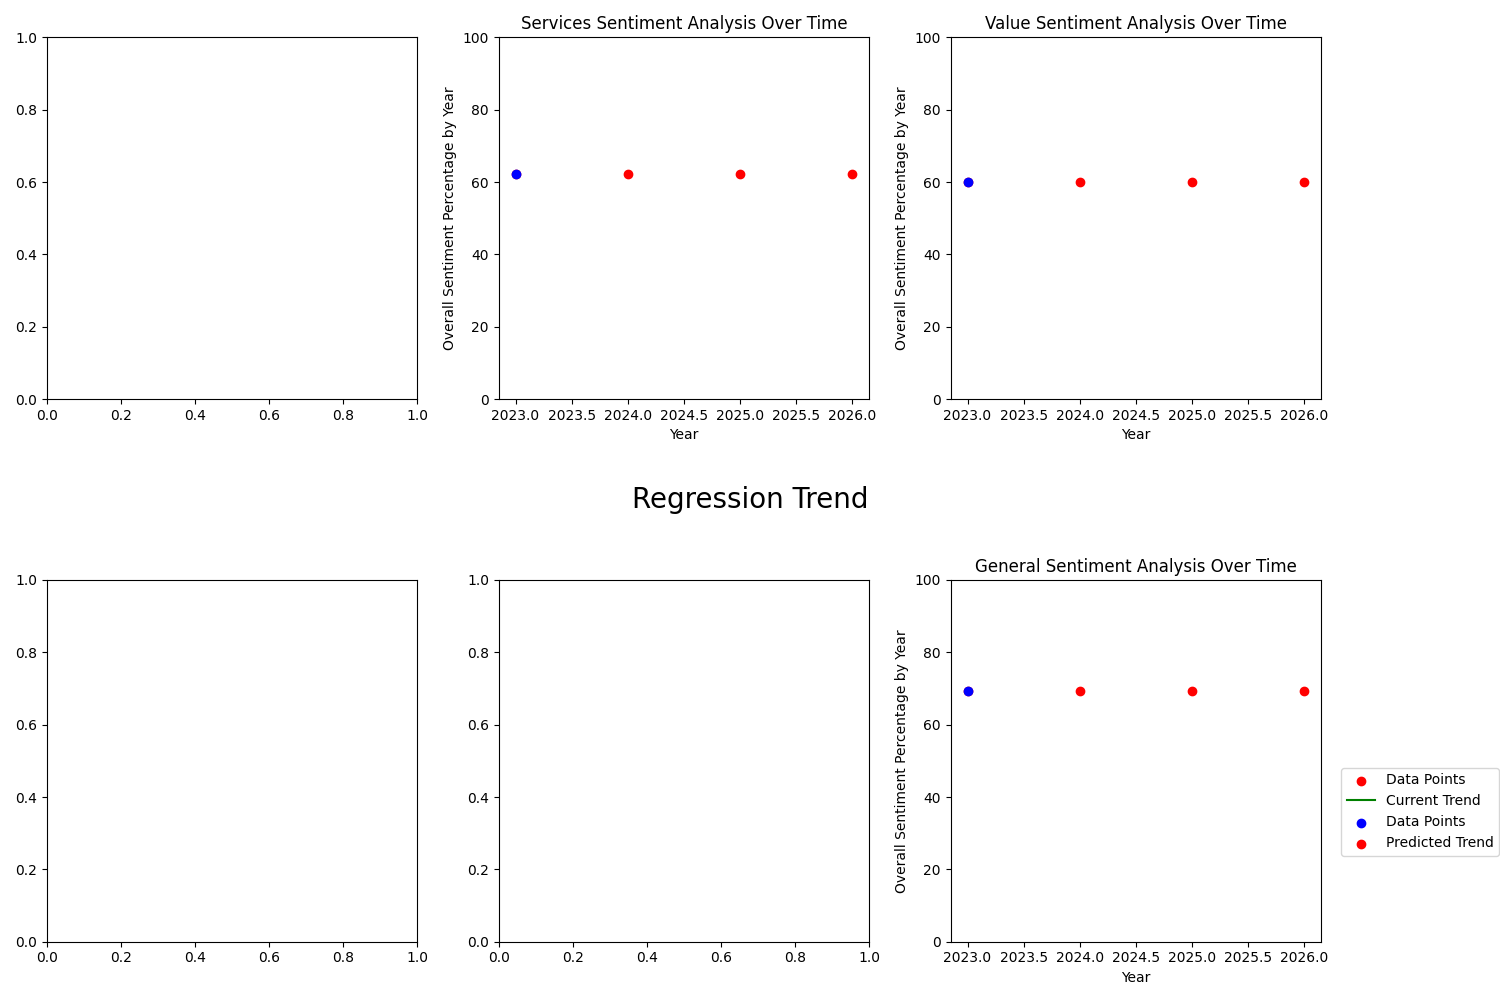 Services Sentiment Analysis Over Time
Value Sentiment Analysis Over Time
1.0
0.8
0.6
0.4
0.2
0.0
0.0 0.2 0.4 0.6 0.8 1.0
Overall Sentiment Percentage by Year
100
80
60
40
20
0
2023.0 2023.5 2024.0 2024.5 2025.0 2025.5 2026.0
Year
Overall Sentiment Percentage by Year
100
80
60
40
20
0
2023.0 2023.5 2024.0 2024.5 2025.0 2025.5 2026.0
Year
Regression Trend
1.0
0.8
0.6
0.4
0.2
0.0
0.0 0.2 0.4 0.6 0.8 1.0
1.0
0.8
0.6
0.4
0.2
0.0
0.0 0.2 0.4 0.6 0.8 1.0
General Sentiment Analysis Over Time
Overall Sentiment Percentage by Year
100
80
60
40
20
0
2023.0 2023.5 2024.0 2024.5 2025.0 2025.5 2026.0
Year
Data Points
Current Trend
Data Points
Predicted Trend